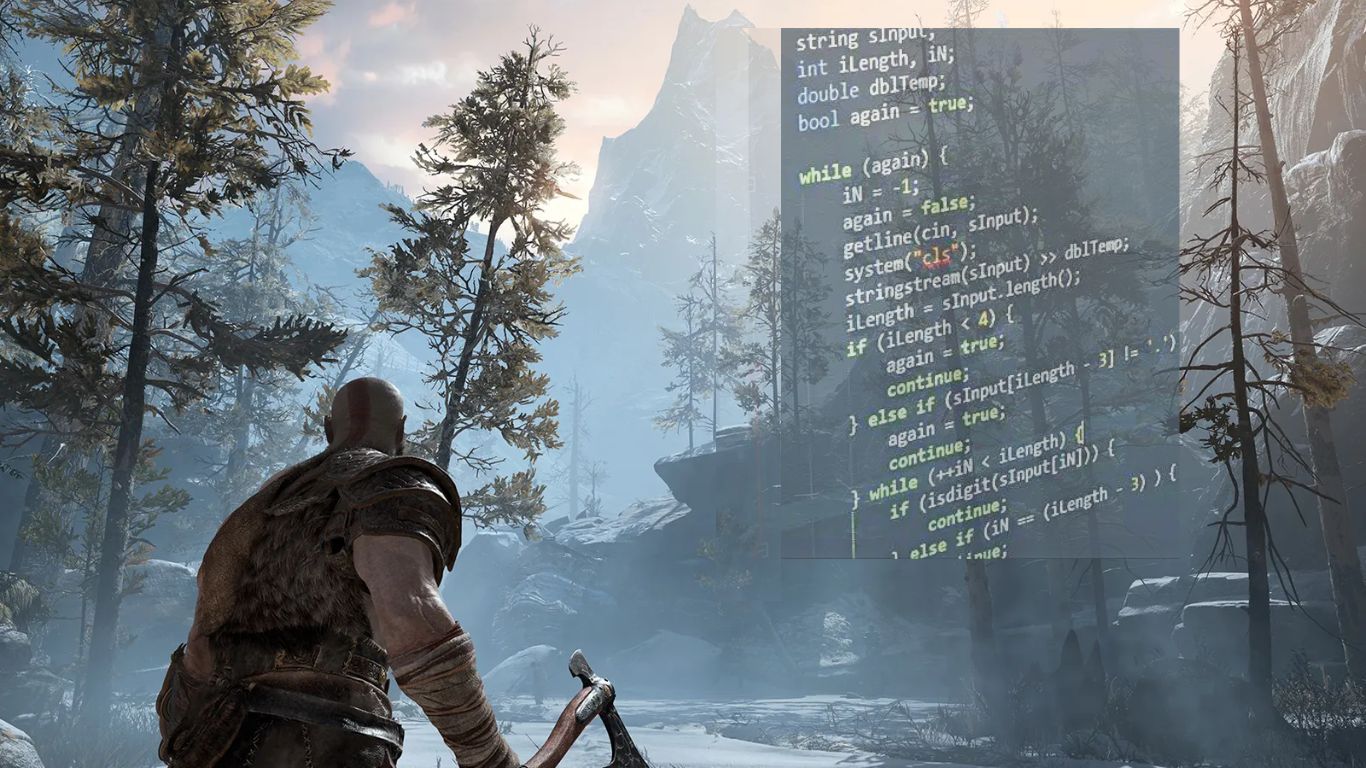 string sInput;
int iLength, iN;
double dblTemp;
bool again = true;
while (again) {
iN = -1;
again = false;
getline(cin, sInput);
system("cls");
stringstream(sInput) >> dblTemp;
iLength = sInput.length();
if (iLength < 4) {
again = true;
continue;
} else if (sInput[iLength - 3] != '.')
again = true;
continue;
} while (++iN < iLength) {
if (isdigit(sInput[iN])) {
continue;
} else if (iN == (iLength - 3) ) {